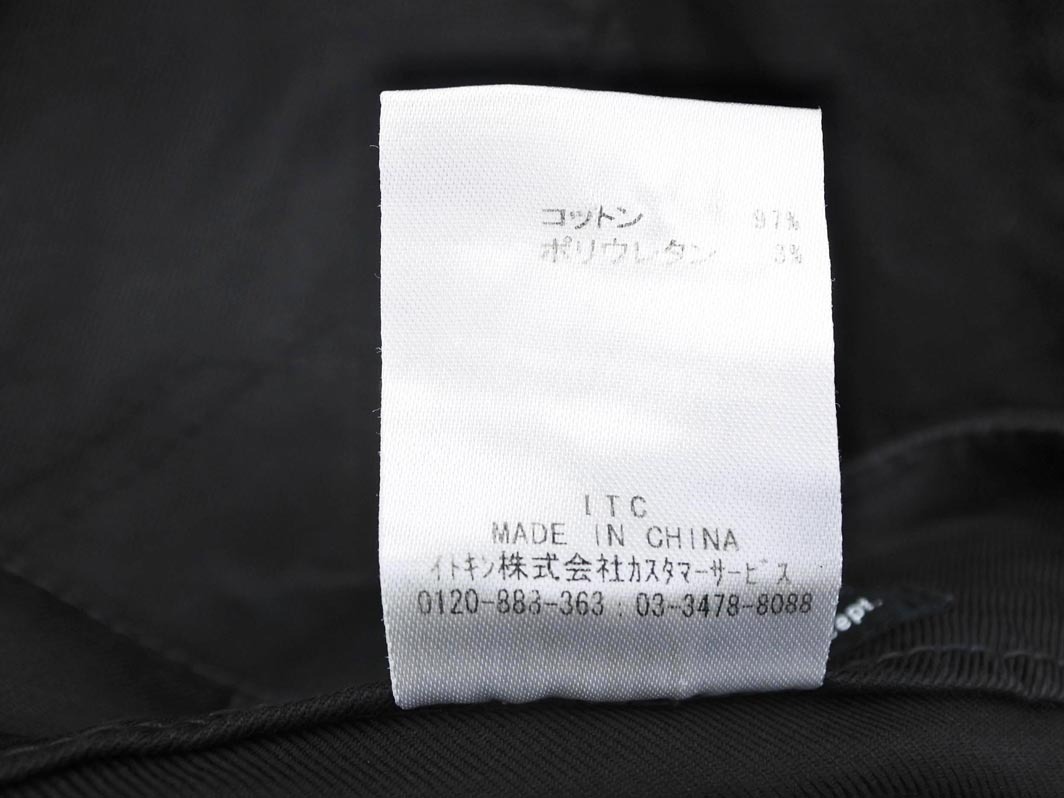 コットン 97%
ポリウレタン 3%
ITC
MADE IN CHINA
イトキン株式会社カスタマーサービス
0120-883-363 03-3478-8088